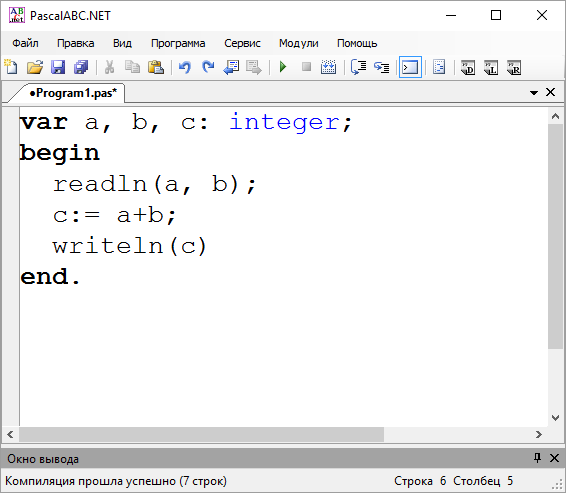 PascalABC.NET
Файл Правка Вид Программа Сервис Модули Помощь
●Program1.pas*
var a, b, c: integer;
begin
readln(a, b);
c:= a+b;
writeln(c)
end.
Окно вывода
Компиляция прошла успешно (7 строк) Строка 6 Столбец 5